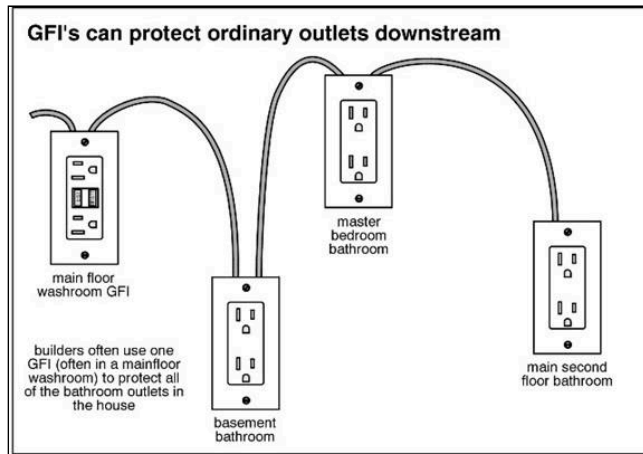 GFI's can protect ordinary outlets downstream
main floor
washroom GFI
master
bedroom
bathroom
builders often use one
GFI (often in a mainfloor
washroom) to protect all
of the bathroom outlets in
the house
basement
bathroom
main second
floor bathroom